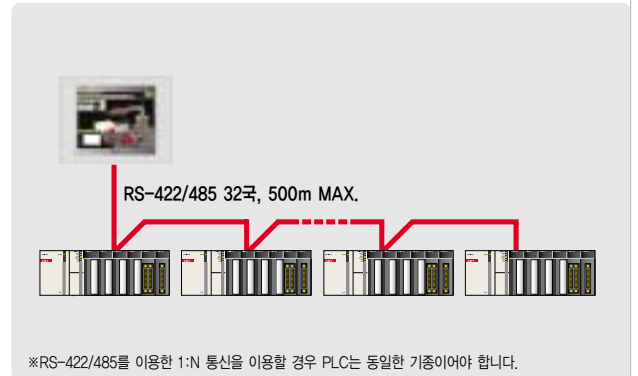 RS-422/485 32국, 500m MAX.
※RS-422/485를 이용한 1:N 통신을 이용할 경우 PLC는 동일한 기종이어야 합니다.